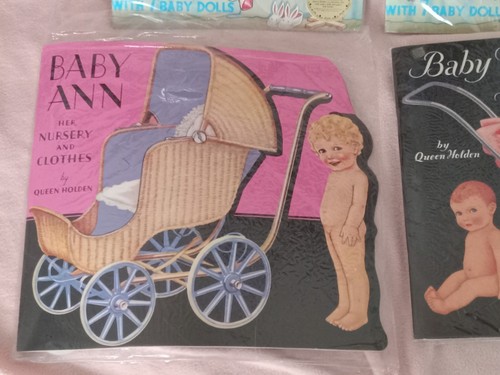 WITH 7 BABY DOLLS
WITH 7 BABY DOLL
BABY
ANN
HER
NURSERY
AND
CLOTHES
by
QUEEN HOLDEN
Baby
by
Queen Holden